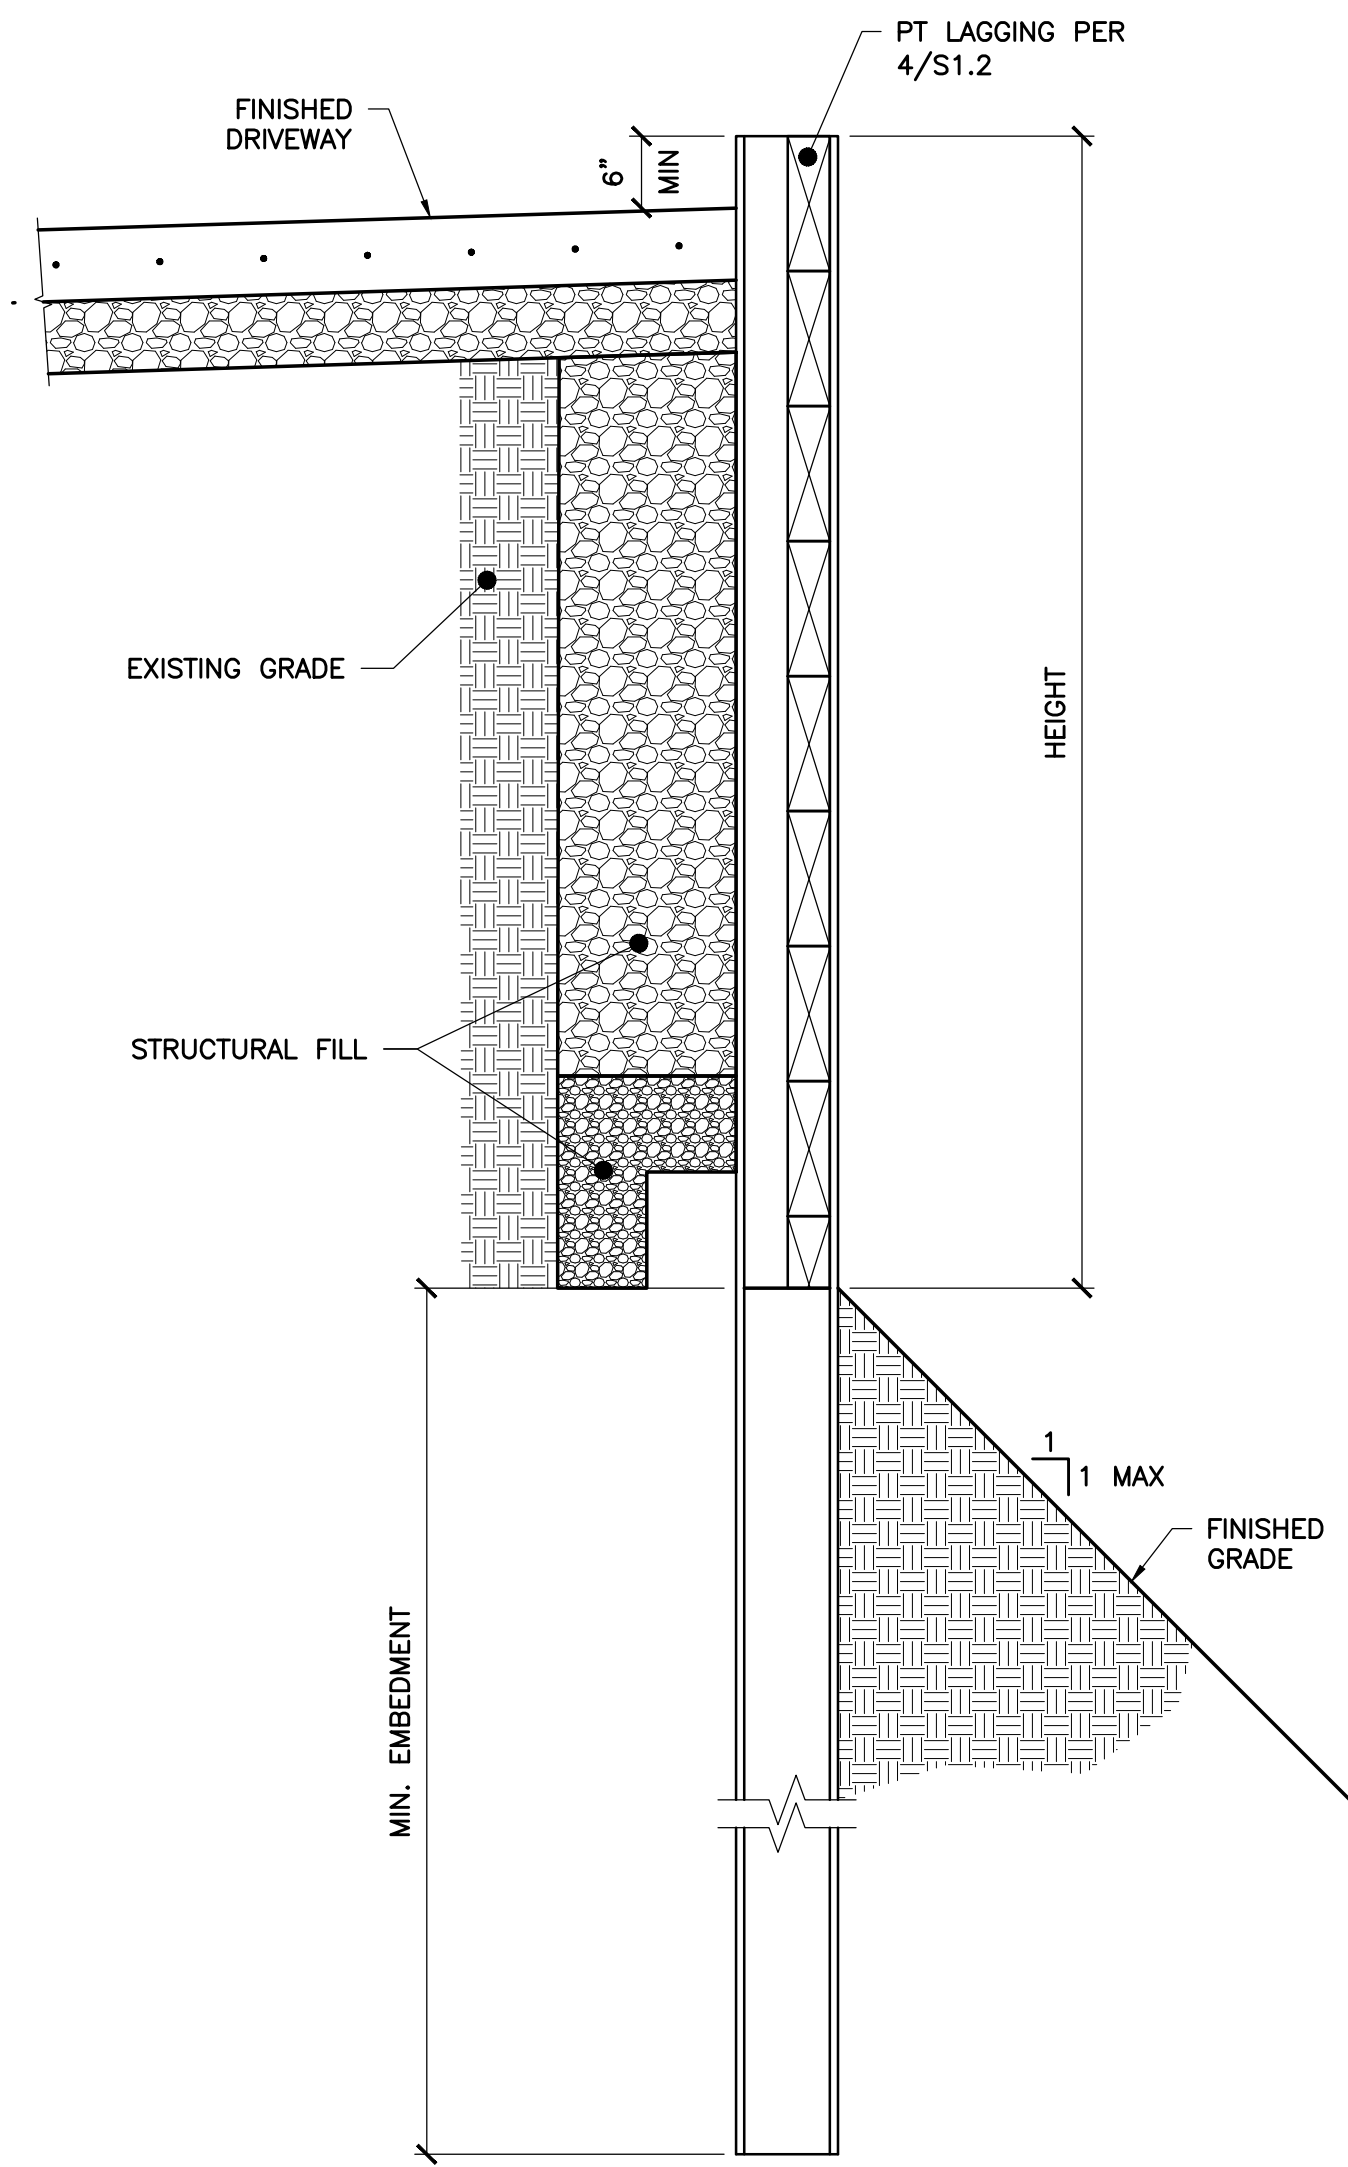 PT LAGGING PER
4/S1.2
FINISHED
DRIVEWAY
6"
MIN
EXISTING GRADE
HEIGHT
STRUCTURAL FILL
1
1 MAX
FINISHED
GRADE
MIN. EMBEDMENT